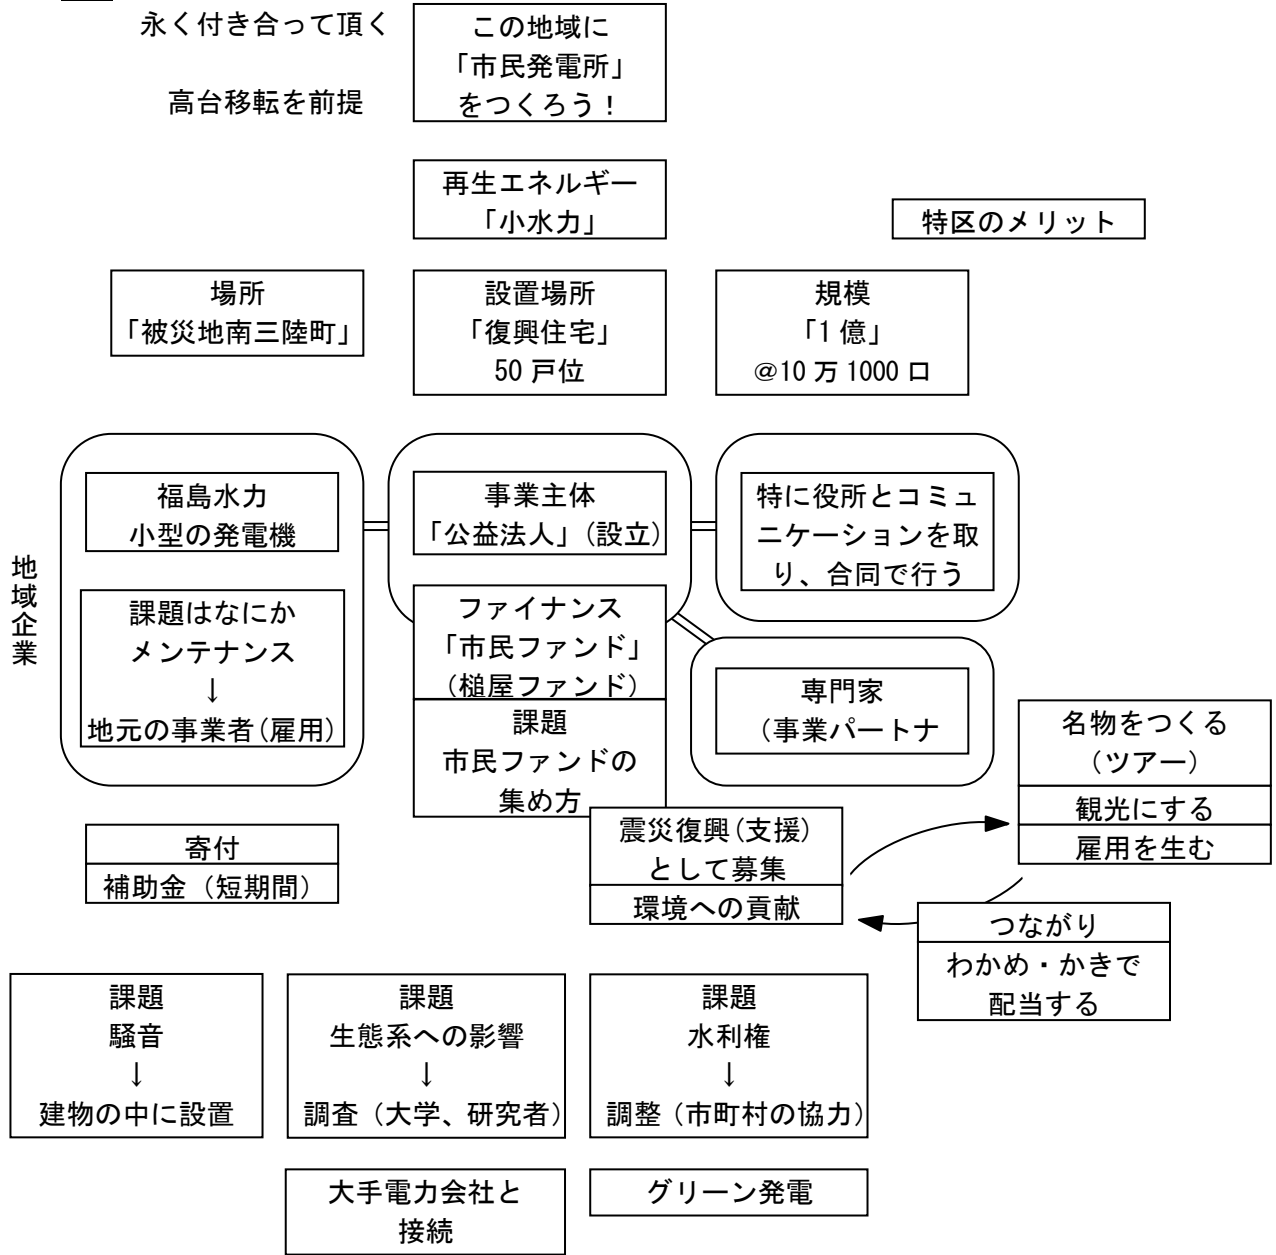 永く付き合って頂く
高台移転を前提
この地域に
「市民発電所」
をつくろう！
再生エネルギー
「小水力」
特区のメリット
場所
「被災地南三陸町」
設置場所
「復興住宅」
50戸位
規模
「1億」
@10万1000口
地域企業
福島水力
小型の発電機
課題はなにか
メンテナンス
↓
地元の事業者(雇用)
事業主体
「公益法人」(設立)
ファイナンス
「市民ファンド」
(槌屋ファンド)
課題
市民ファンドの
集め方
特に役所とコミュ
ニケーションを取
り、合同で行う
専門家
（事業パートナ
震災復興(支援)
として募集
環境への貢献
名物をつくる
（ツアー）
観光にする
雇用を生む
つながり
わかめ・かきで
配当する
寄付
補助金（短期間）
課題
騒音
↓
建物の中に設置
課題
生態系への影響
↓
調査（大学、研究者）
課題
水利権
↓
調整（市町村の協力）
大手電力会社と
接続
グリーン発電